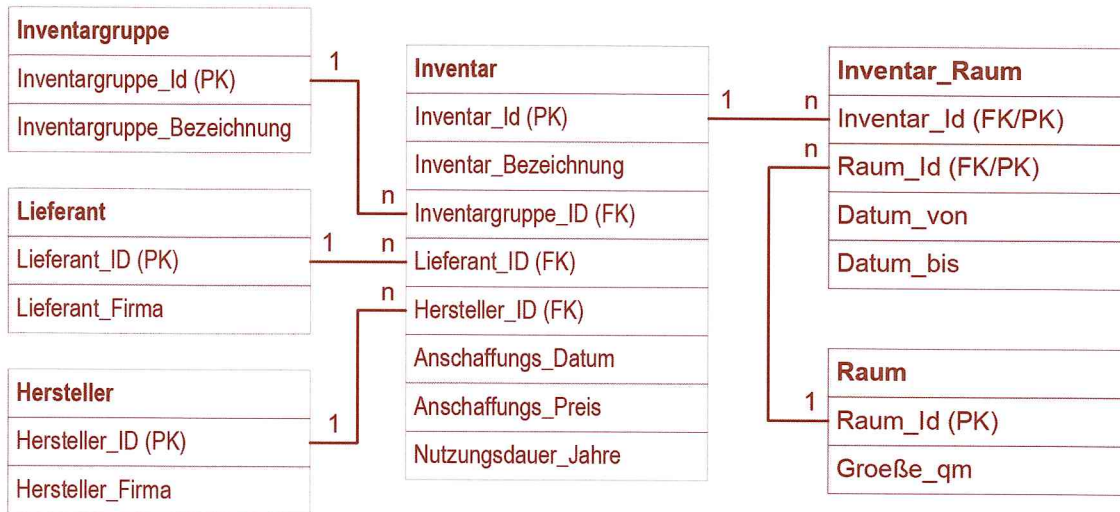 Inventargruppe
Inventargruppe_Id (PK)
Inventargruppe_Bezeichnung
1
n
Lieferant
Lieferant_ID (PK)
Lieferant_Firma
1
n
Hersteller
Hersteller_ID (PK)
Hersteller_Firma
1
n
Inventar
Inventar_Id (PK)
Inventar_Bezeichnung
Inventargruppe_ID (FK)
Lieferant_ID (FK)
Hersteller_ID (FK)
Anschaffungs_Datum
Anschaffungs_Preis
Nutzungsdauer_Jahre
1
n
Inventar_Raum
Inventar_Id (FK/PK)
n
Raum_Id (FK/PK)
Datum_von
Datum_bis
Raum
1
Raum_Id (PK)
Groeße_qm